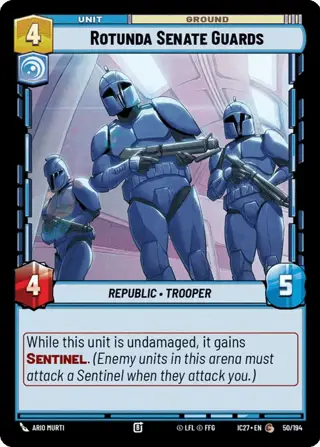 UNIT
GROUND
4
ROTUNDA SENATE GUARDS
4
REPUBLIC • TROOPER
5
While this unit is undamaged, it gains
SENTINEL. (Enemy units in this arena must
attack a Sentinel when they attack you.)
ARIO MURTI
© LFL © FFG
IC27 • EN
C
50/194